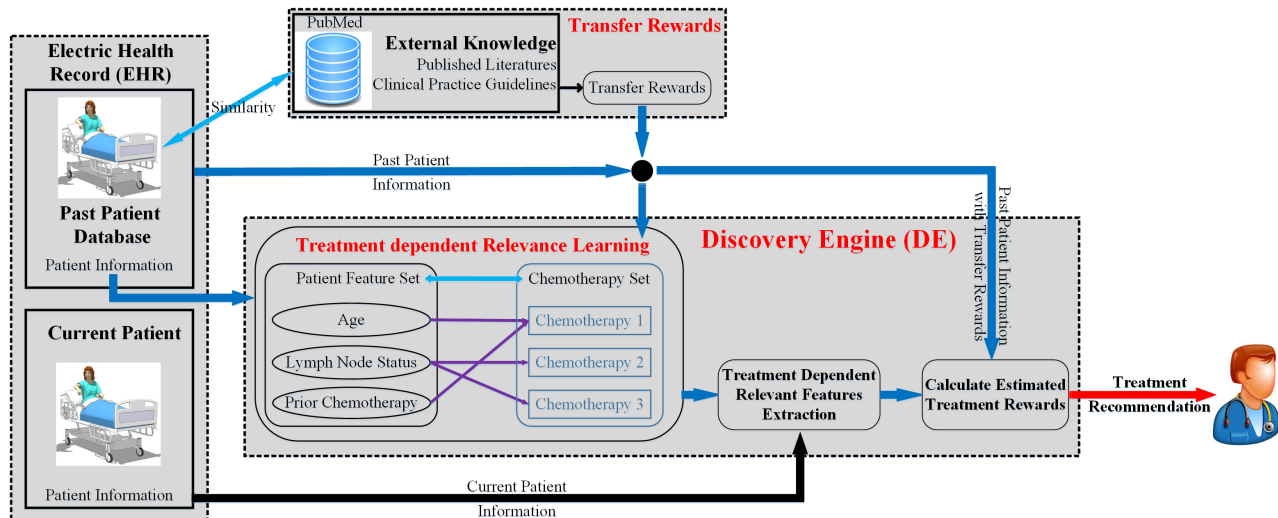 Electric Health
Record (EHR)
Past Patient
Database
Patient Information
Current Patient
Patient Information
Similarity
PubMed
External Knowledge
Published Literatures
Clinical Practice Guidelines
Transfer Rewards
Transfer Rewards
Past Patient
Information
Past Patient Information
with Transfer Rewards
Discovery Engine (DE)
Treatment dependent Relevance Learning
Patient Feature Set
Chemotherapy Set
Age
Chemotherapy 1
Lymph Node Status
Chemotherapy 2
Prior Chemotherapy
Chemotherapy 3
Treatment Dependent
Relevant Features
Extraction
Calculate Estimated
Treatment Rewards
Treatment
Recommendation
Current Patient
Information